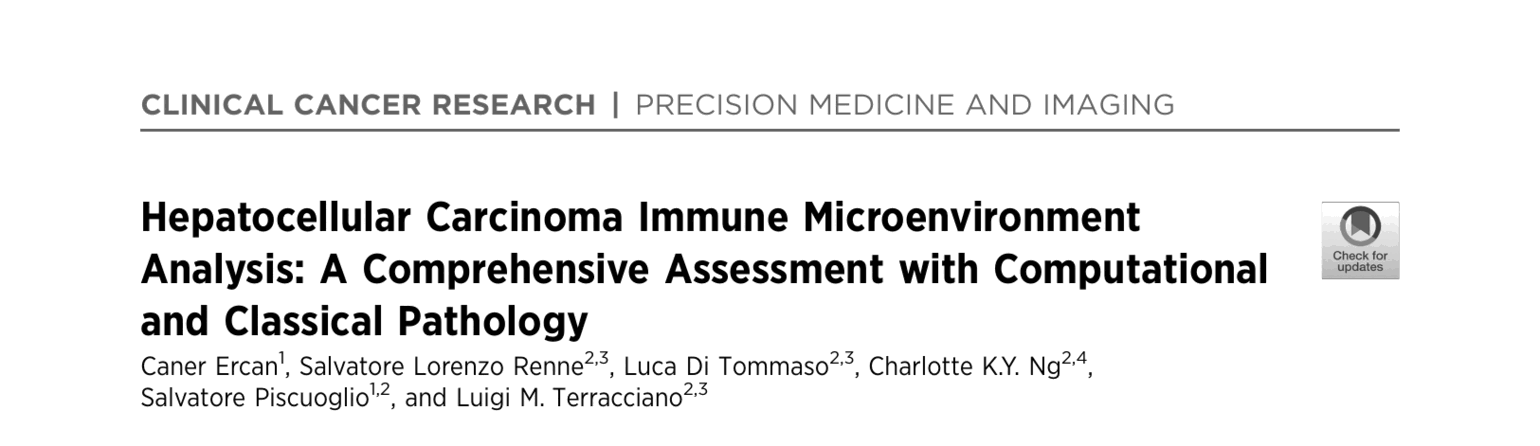 CLINICAL CANCER RESEARCH | PRECISION MEDICINE AND IMAGING
Hepatocellular Carcinoma Immune Microenvironment
Analysis: A Comprehensive Assessment with Computational
and Classical Pathology
Check for
updates
Caner Ercan1, Salvatore Lorenzo Renne2,3, Luca Di Tommaso2,3, Charlotte K.Y. Ng2,4,
Salvatore Piscuoglio1,2, and Luigi M. Terracciano2,3